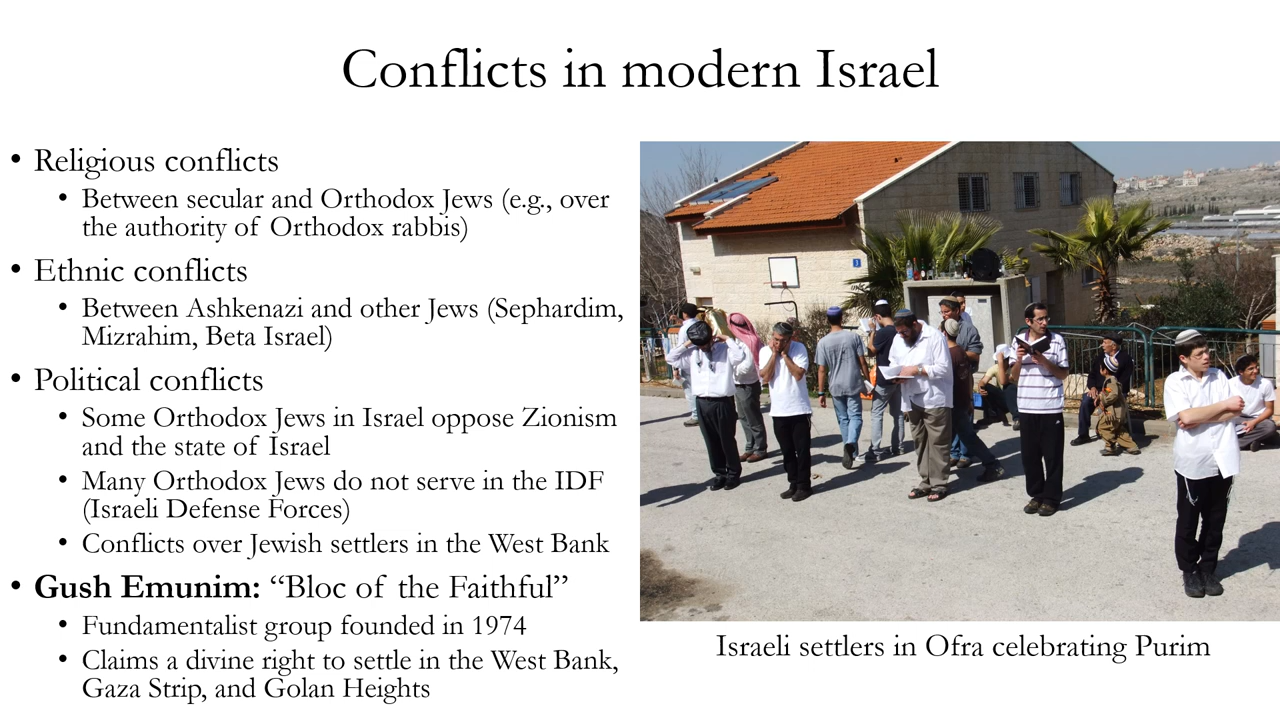 Conflicts in modern Israel
• Religious conflicts
• Between secular and Orthodox Jews (e.g., over
the authority of Orthodox rabbis)
• Ethnic conflicts
• Between Ashkenazi and other Jews (Sephardim,
Mizrahim, Beta Israel)
• Political conflicts
• Some Orthodox Jews in Israel oppose Zionism
and the state of Israel
• Many Orthodox Jews do not serve in the IDF
(Israeli Defense Forces)
• Conflicts over Jewish settlers in the West Bank
• Gush Emunim: “Bloc of the Faithful”
• Fundamentalist group founded in 1974
• Claims a divine right to settle in the West Bank,
Gaza Strip, and Golan Heights
Israeli settlers in Ofra celebrating Purim